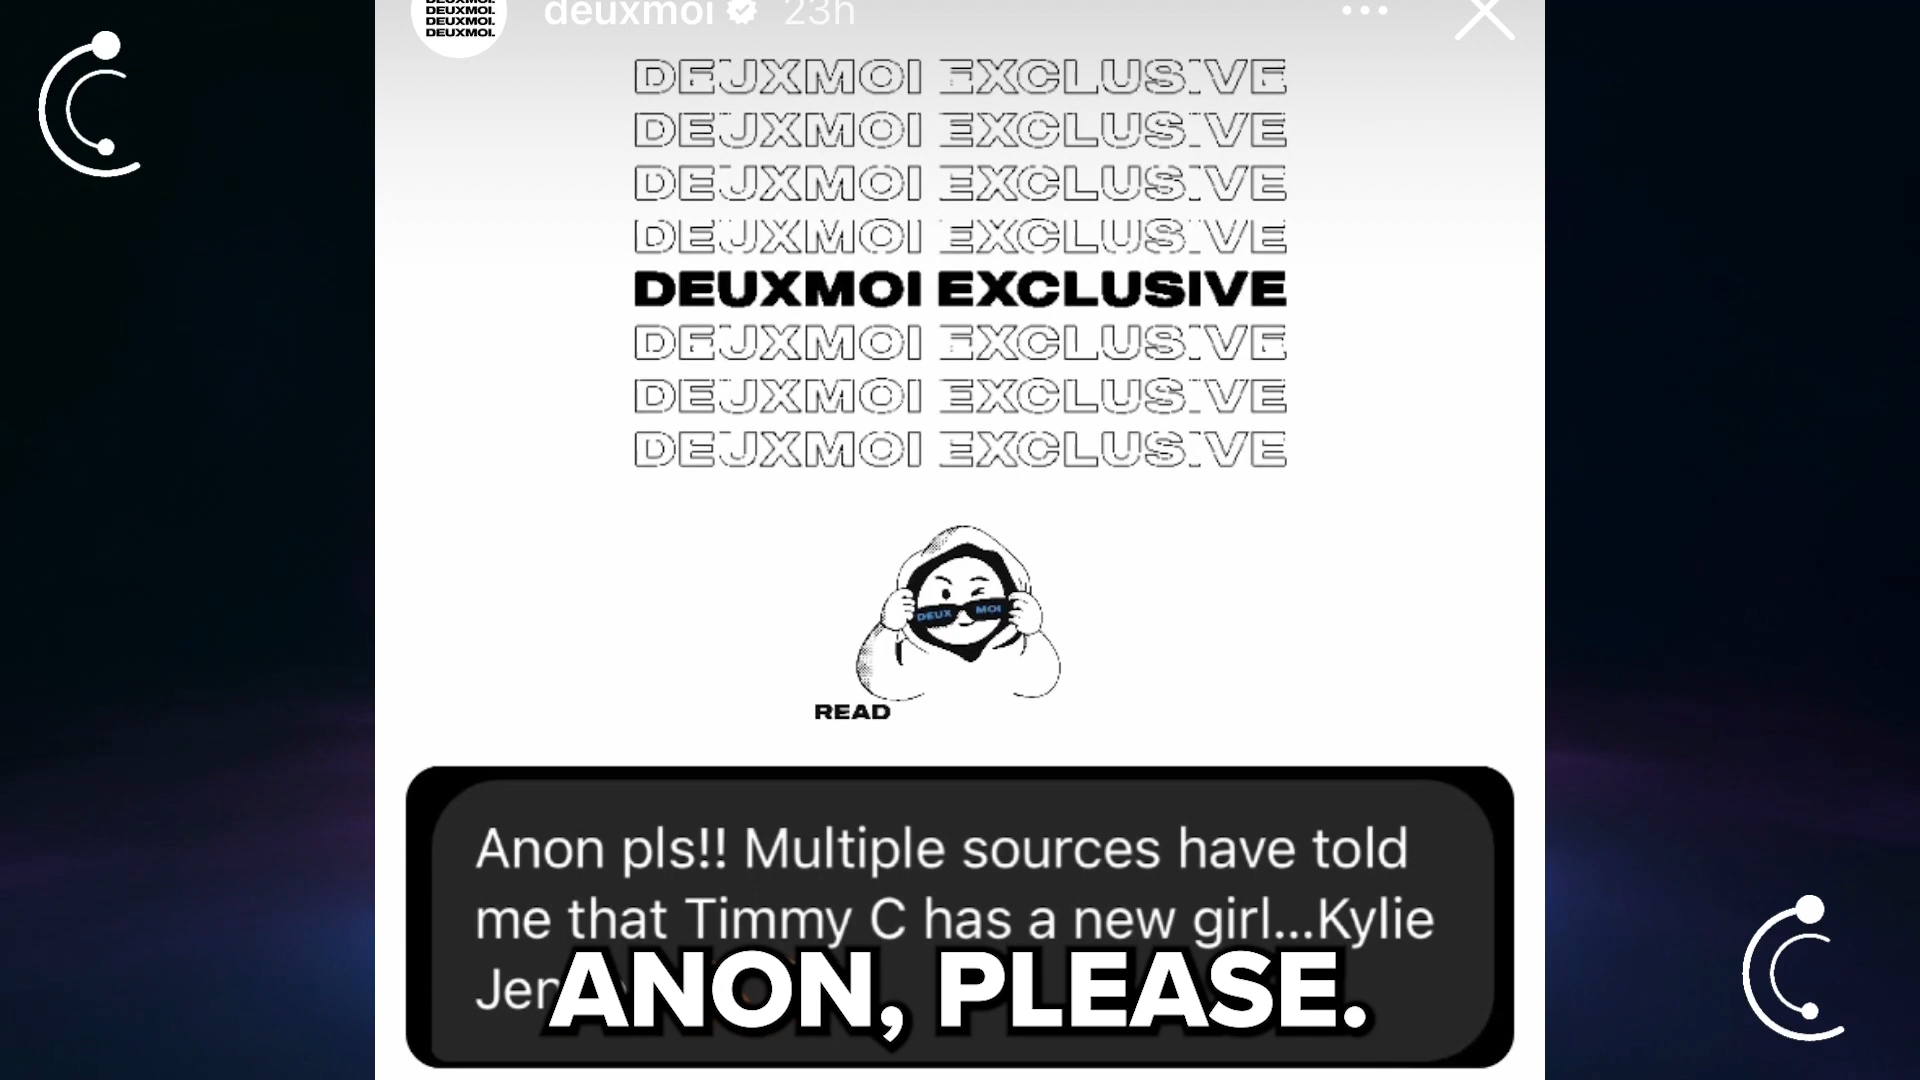 DEUXMOI.
DEUXMOI.
DEUXMOI.
deuxmoi 23h
DEUXMOI EXCLUSIVE
DEUXMOI EXCLUSIVE
DEUXMOI EXCLUSIVE
DEUXMOI EXCLUSIVE
DEUXMOI EXCLUSIVE
DEUXMOI EXCLUSIVE
DEUXMOI EXCLUSIVE
DEUXMOI EXCLUSIVE
DEUX MOI
READ
Anon pls!! Multiple sources have told
me that Timmy C has a new girl...Kylie
ANON, PLEASE.